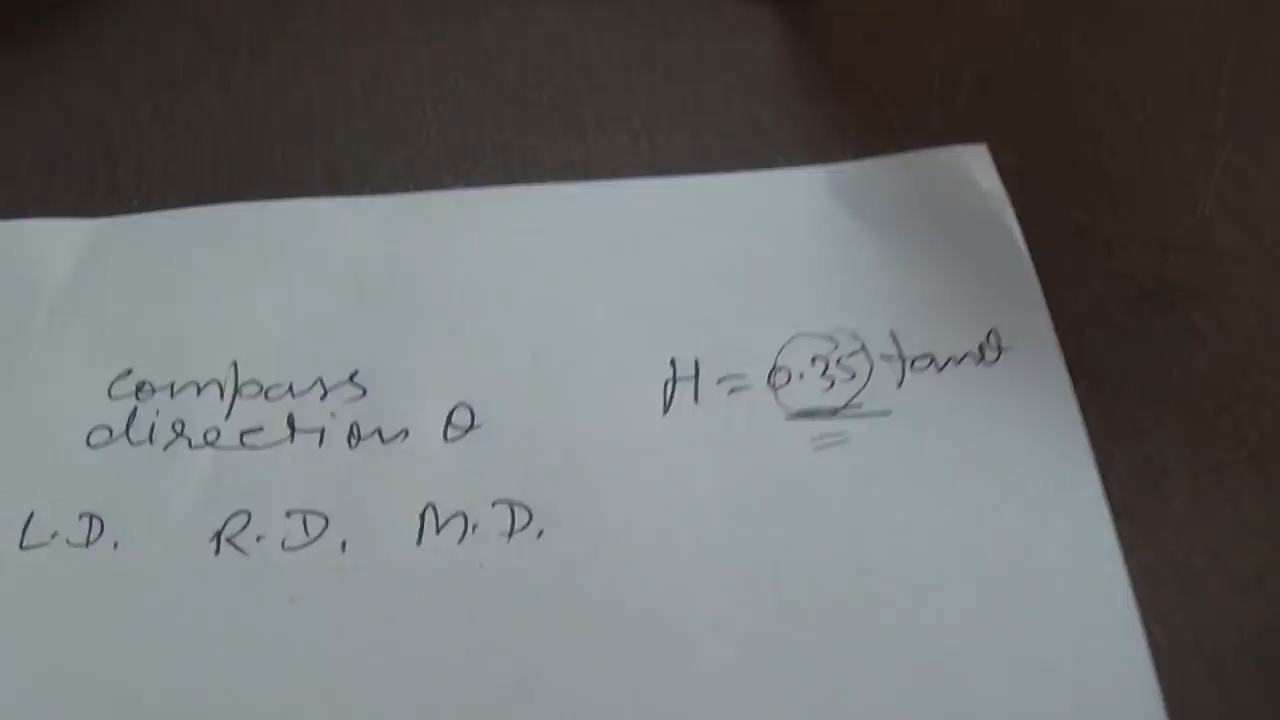 compass
direction θ
H = 0.35 tanθ
L.D. R.D. M.D.